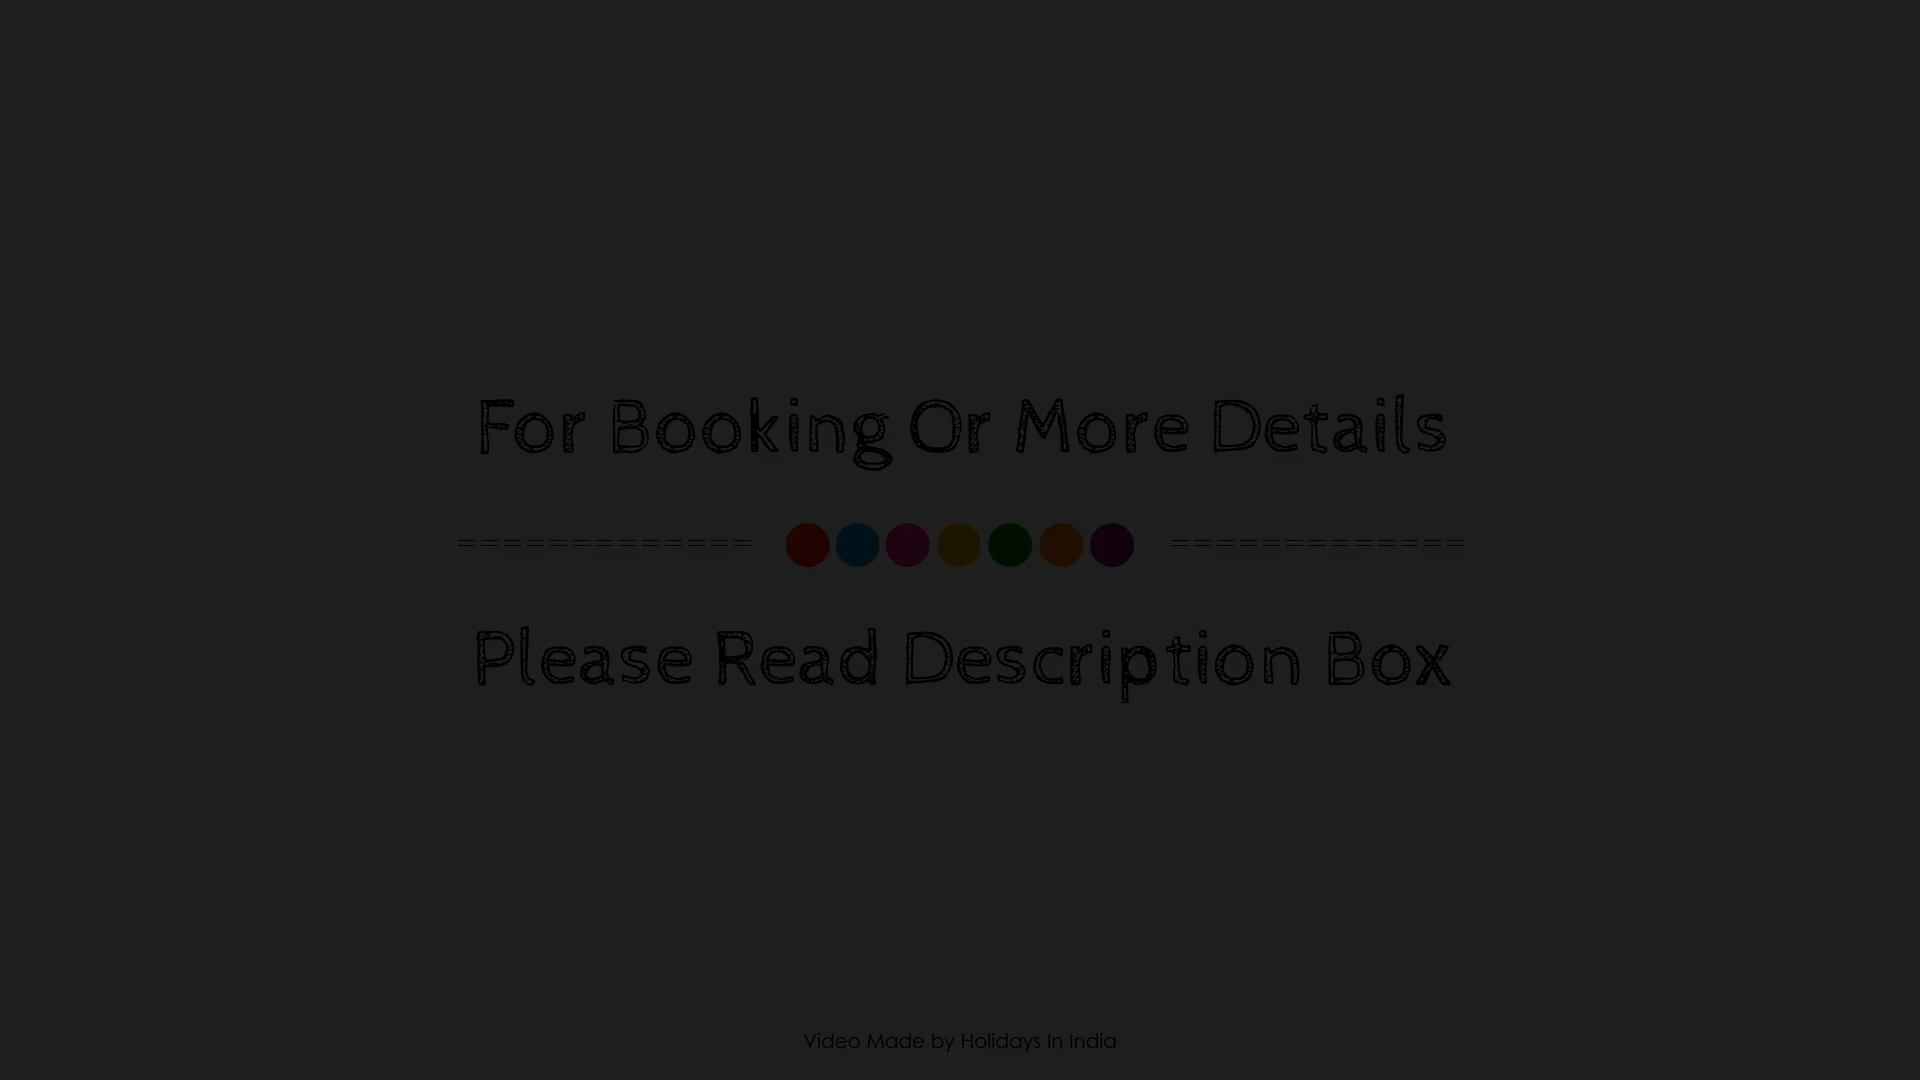 For Booking Or More Details
============= =============
Please Read Description Box
Video Made by Holidays In India